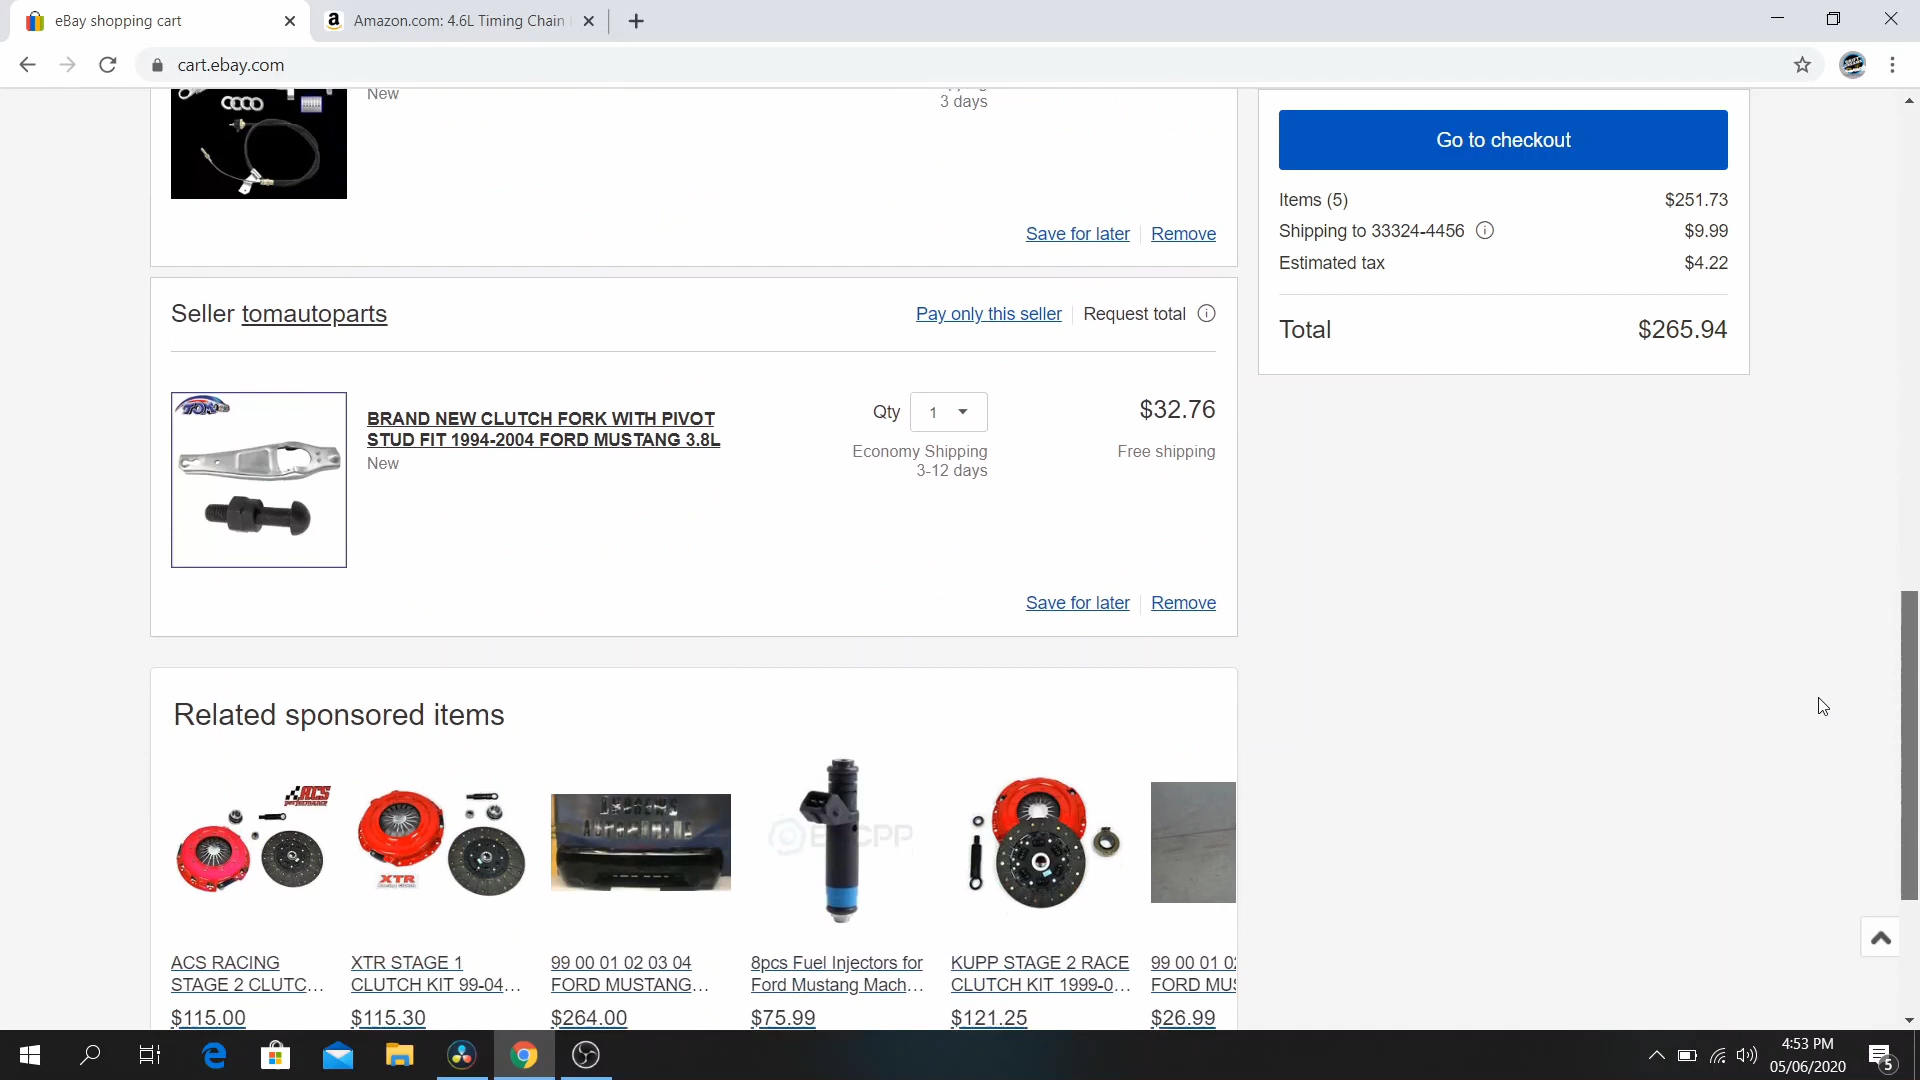 eBay shopping cart
Amazon.com: 4.6L Timing Chain
cart.ebay.com
New
3 days
Go to checkout
Items (5) $251.73
Shipping to 33324-4456 $9.99
Estimated tax $4.22
Total $265.94
Save for later Remove
Seller tomautoparts
Pay only this seller Request total
BRAND NEW CLUTCH FORK WITH PIVOT
STUD FIT 1994-2004 FORD MUSTANG 3.8L
New
Qty 1 $32.76
Economy Shipping Free shipping
3-12 days
Save for later Remove
Related sponsored items
ACS
XTR
ACS RACING
STAGE 2 CLUTC...
$115.00
XTR STAGE 1
CLUTCH KIT 99-04...
$115.30
99 00 01 02 03 04
FORD MUSTANG...
$264.00
8pcs Fuel Injectors for
Ford Mustang Mach...
$75.99
KUPP STAGE 2 RACE
CLUTCH KIT 1999-0...
$121.25
99 00 01
FORD
$26.99
4:53 PM
05/06/2020
5